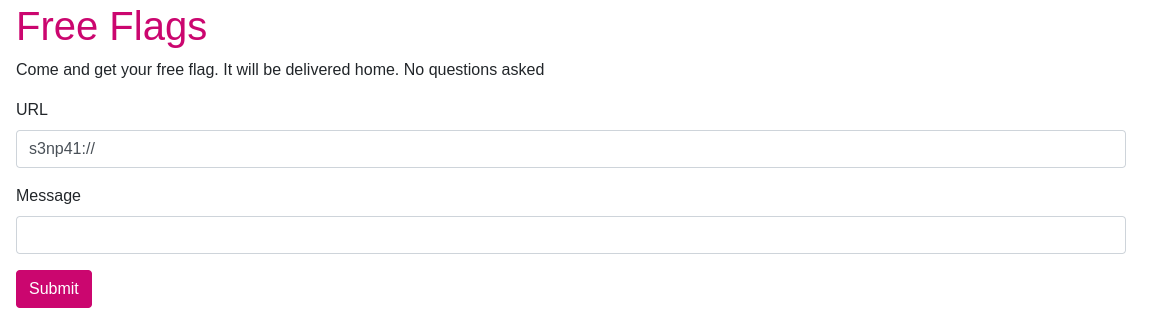 Free Flags
Come and get your free flag. It will be delivered home. No questions asked
URL
s3np41://
Message
Submit